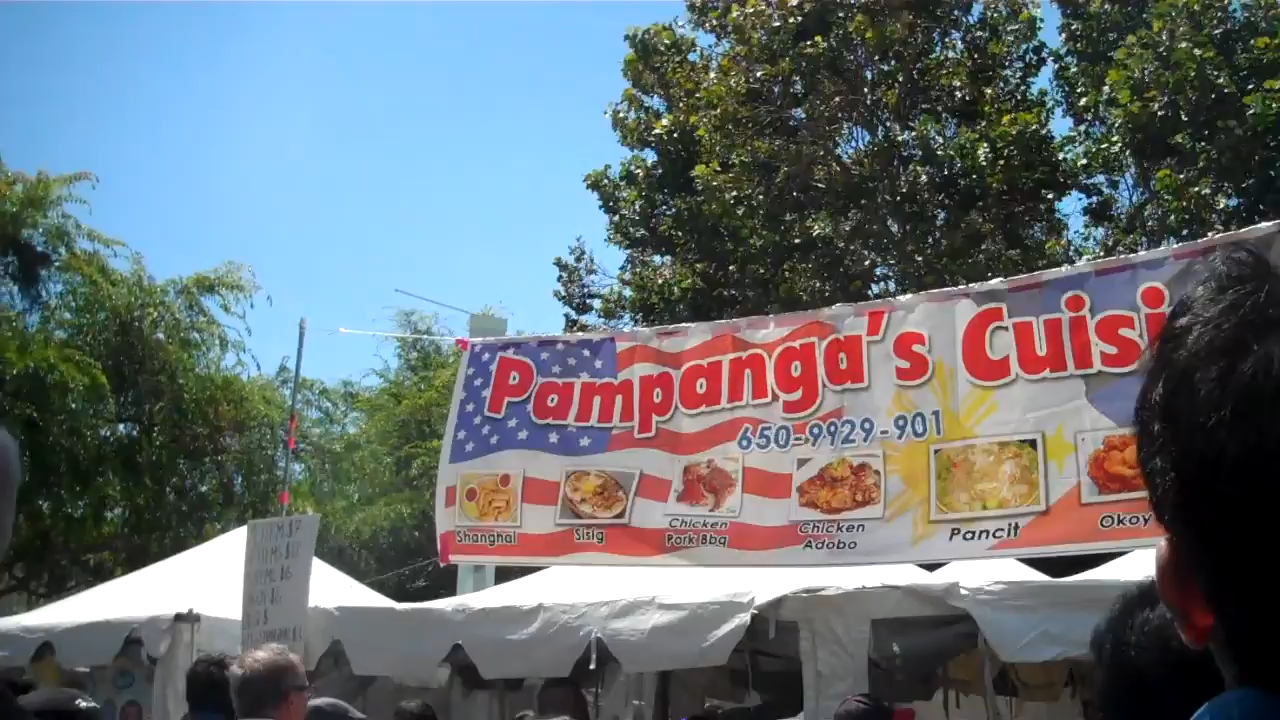 Pampanga's Cuisi
650-9929-901
Shanghai
Sisig
Chicken
Pork Bbq
Chicken
Adobo
Pancit
Okoy